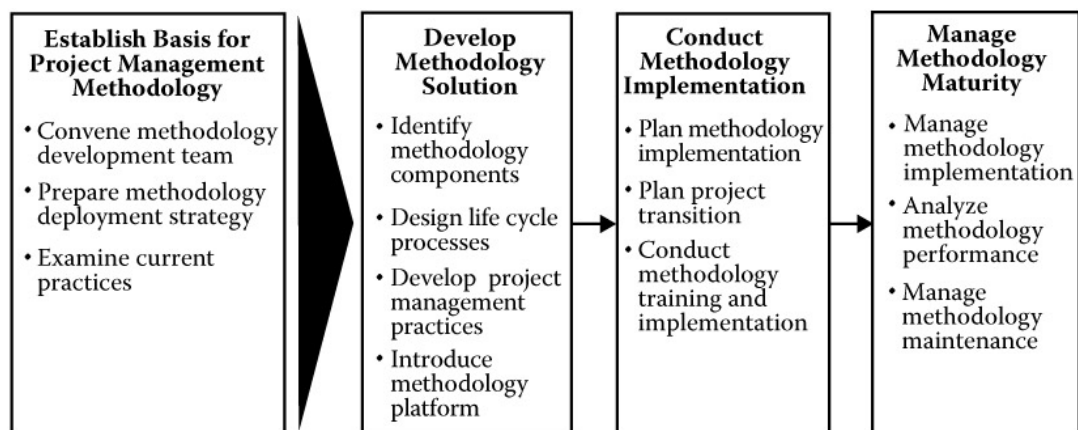 Establish Basis for
Project Management
Methodology
• Convene methodology
development team
• Prepare methodology
deployment strategy
• Examine current
practices
Develop
Methodology
Solution
• Identify
methodology
components
• Design life cycle
processes
• Develop project
management
practices
• Introduce
methodology
platform
Conduct
Methodology
Implementation
• Plan methodology
implementation
• Plan project
transition
• Conduct
methodology
training and
implementation
Manage
Methodology
Maturity
• Manage
methodology
implementation
• Analyze
methodology
performance
• Manage
methodology
maintenance